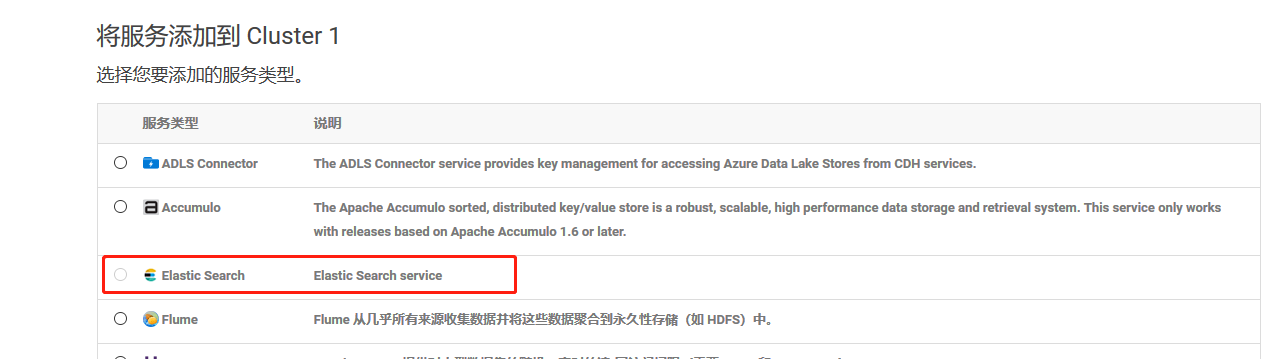 将服务添加到 Cluster 1
选择您要添加的服务类型。
服务类型 说明
ADLS Connector The ADLS Connector service provides key management for accessing Azure Data Lake Stores from CDH services.
Accumulo The Apache Accumulo sorted, distributed key/value store is a robust, scalable, high performance data storage and retrieval system. This service only works
with releases based on Apache Accumulo 1.6 or later.
Elastic Search Elastic Search service
Flume Flume 从几乎所有来源收集数据并将这些数据聚合到永久性存储（如 HDFS）中。